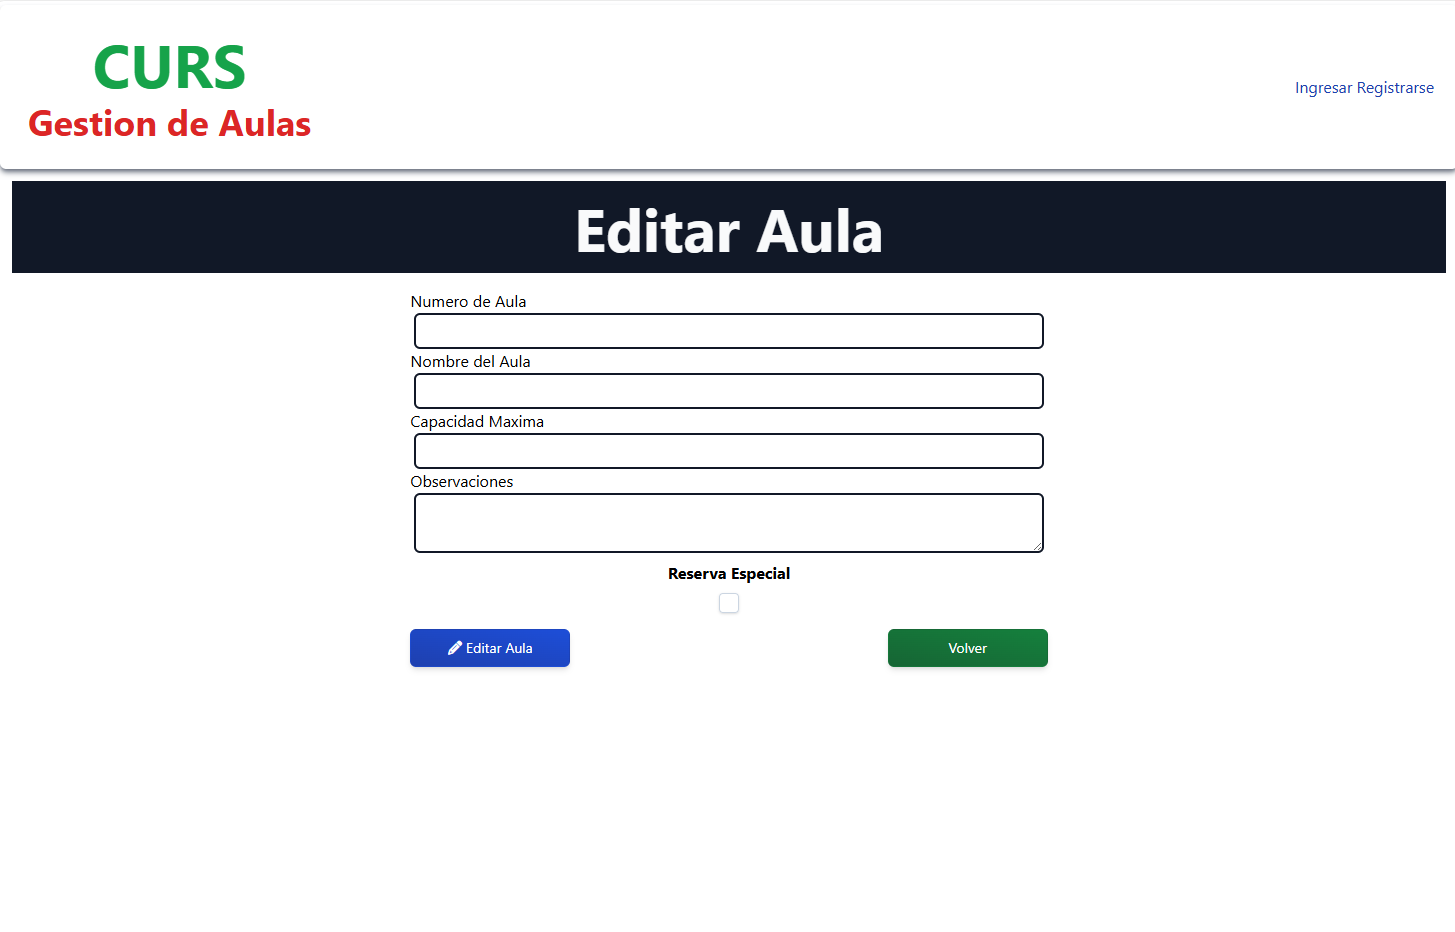 CURS
Gestion de Aulas
Ingresar Registrarse
Editar Aula
Numero de Aula
Nombre del Aula
Capacidad Maxima
Observaciones
Reserva Especial
Editar Aula
Volver